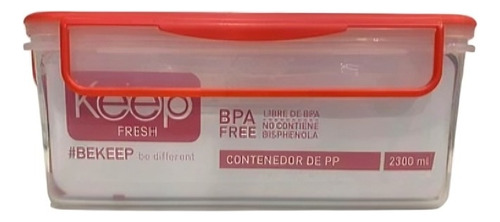 Keep
FRESH
#BEKEEP be different
BPA
FREE
LIBRE DE BPA
NO CONTIENE
BISPHENOLA
CONTENEDOR DE PP 2300 ml